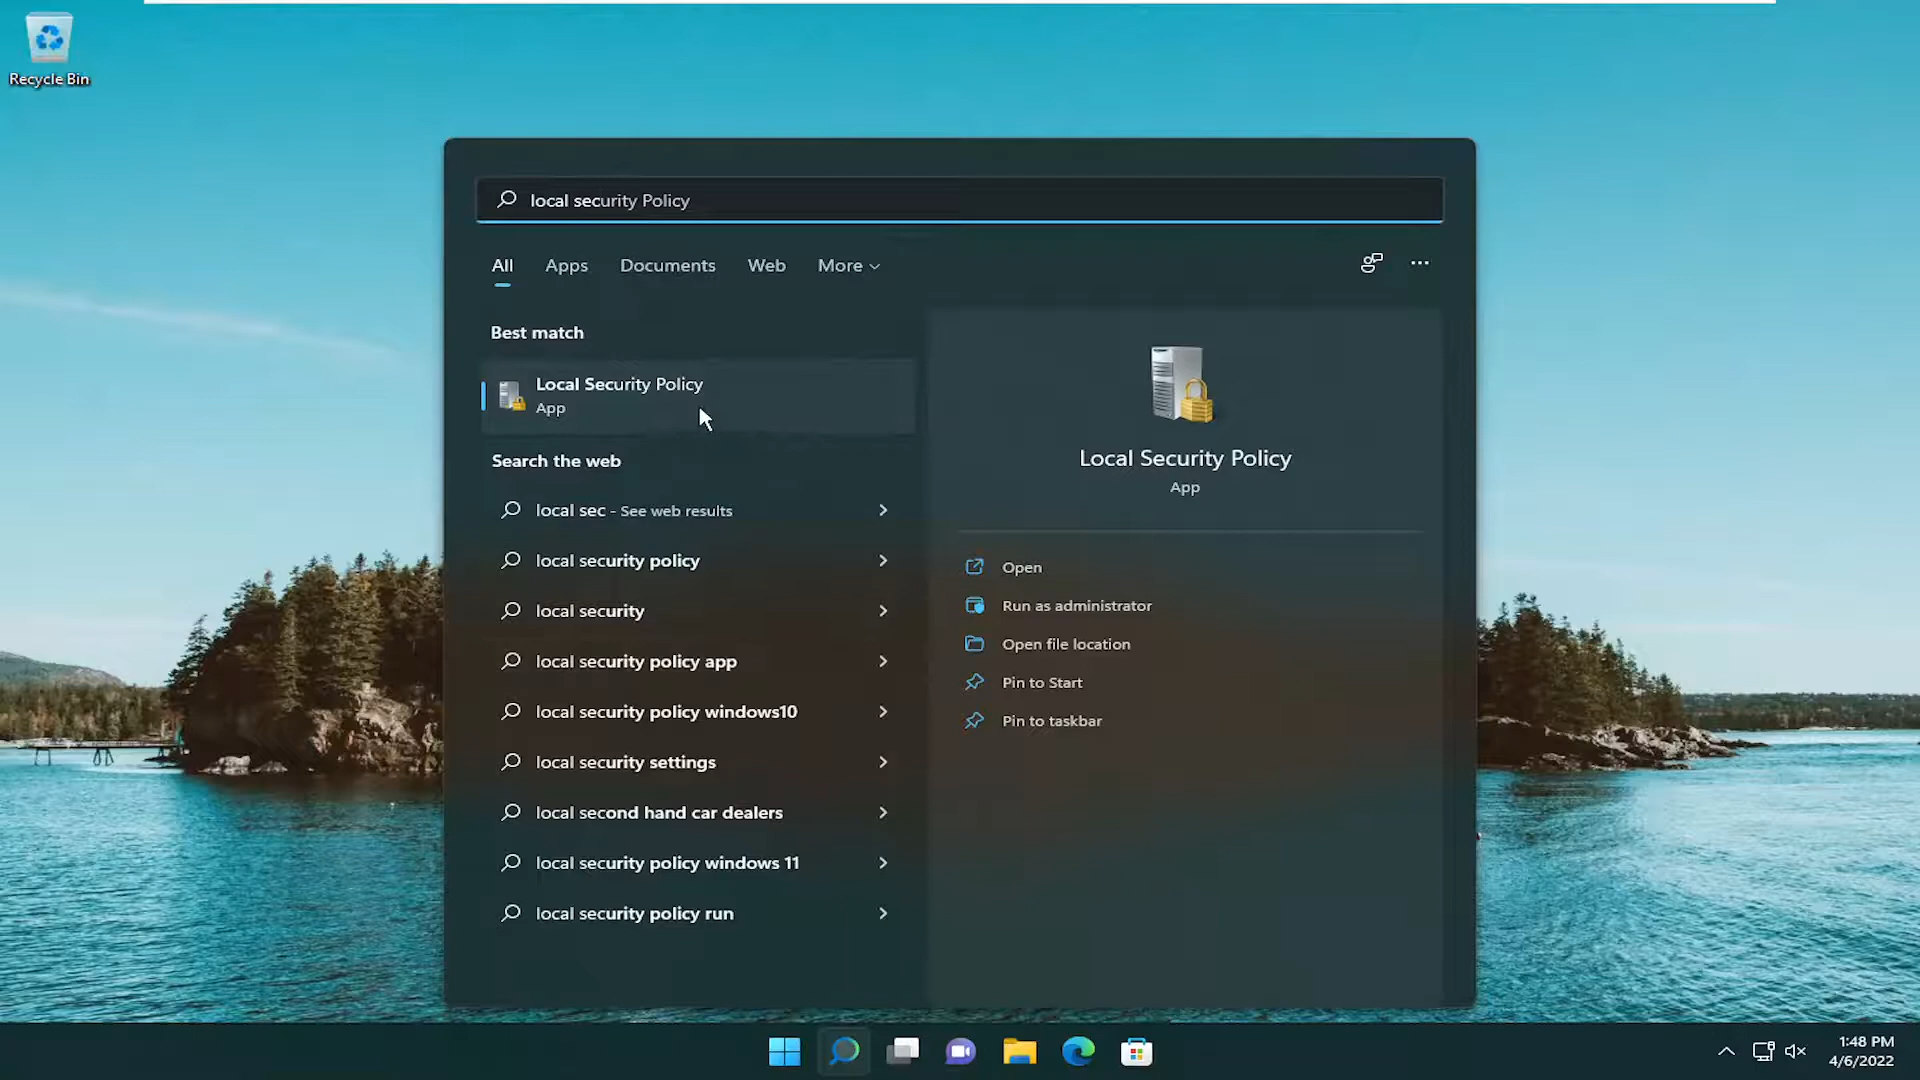 Recycle Bin
local security Policy
All Apps Documents Web More
Best match
Local Security Policy
App
Search the web
local sec - See web results
local security policy
local security
local security policy app
local security policy windows10
local security settings
local second hand car dealers
local security policy windows 11
local security policy run
Local Security Policy
App
Open
Run as administrator
Open file location
Pin to Start
Pin to taskbar
1:48 PM
4/6/2022